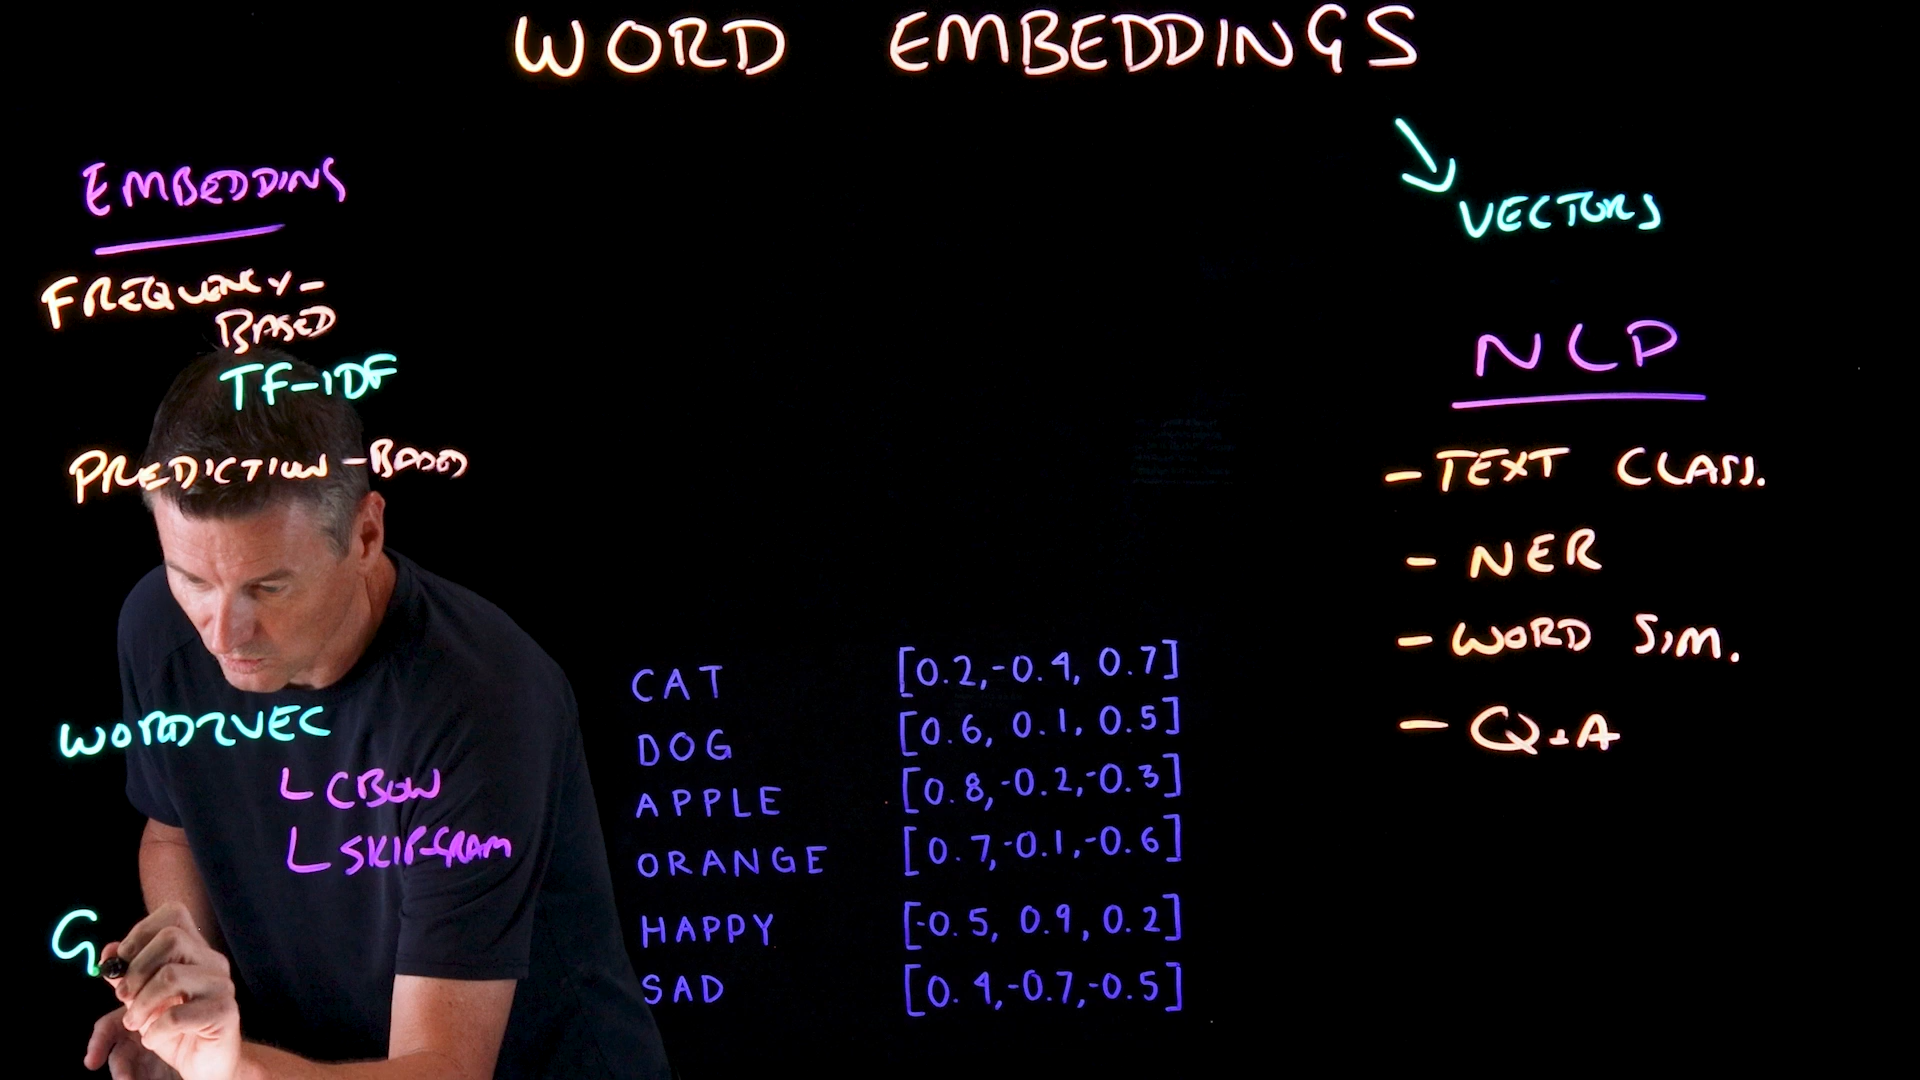 WORD EMBEDDINGS
EMBEDDING
FREQUENCY-
BASED
TF-IDF
PREDICTION-BASED
WORD2VEC
CBOW
SKIP-GRAM
G
CAT [0.2,-0.4, 0.7]
DOG [0.6, 0.1, 0.5]
APPLE [0.8,-0.2,-0.3]
ORANGE [0.7,-0.1,-0.6]
HAPPY [-0.5, 0.9, 0.2]
SAD [0.4,-0.7,-0.5]
VECTORS
NLP
- TEXT CLASS.
- NER
- WORD SIM.
- Q+A